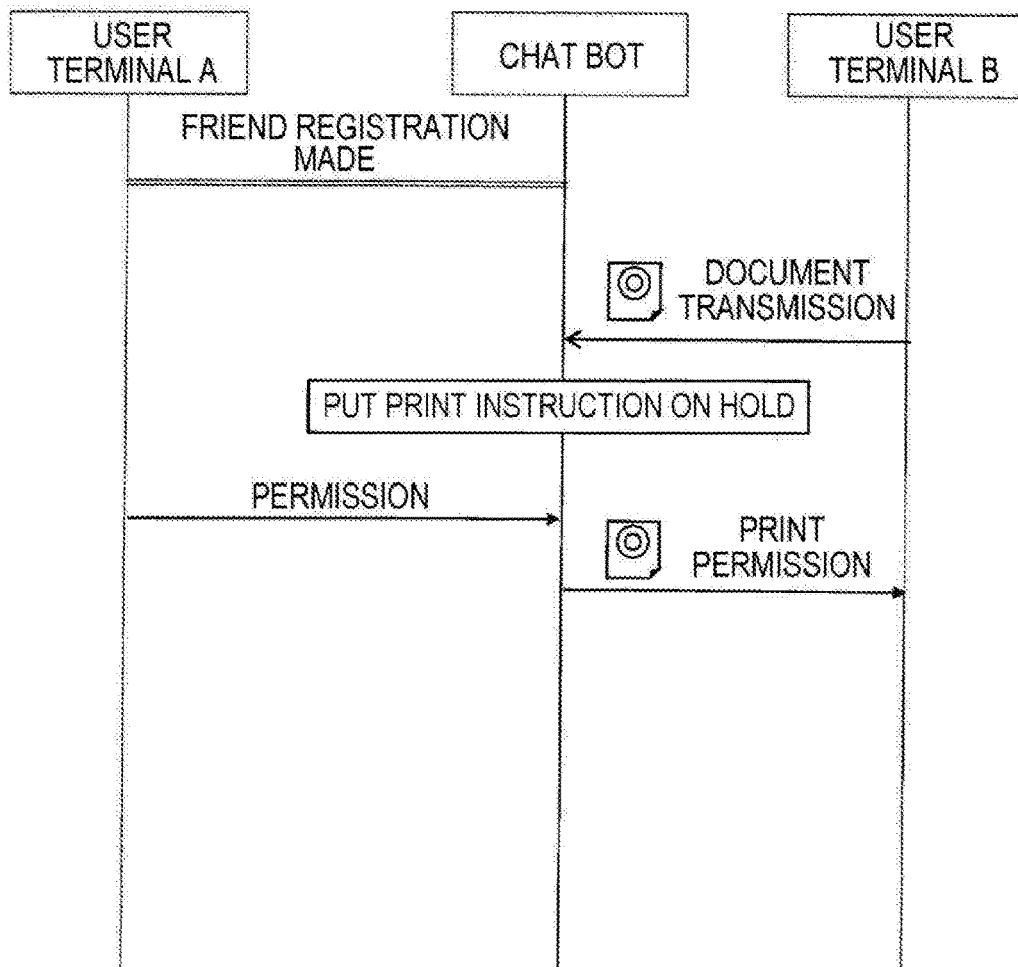 USER
TERMINAL A
CHAT BOT
USER
TERMINAL B
FRIEND REGISTRATION
MADE
DOCUMENT
TRANSMISSION
PUT PRINT INSTRUCTION ON HOLD
PERMISSION
PRINT
PERMISSION